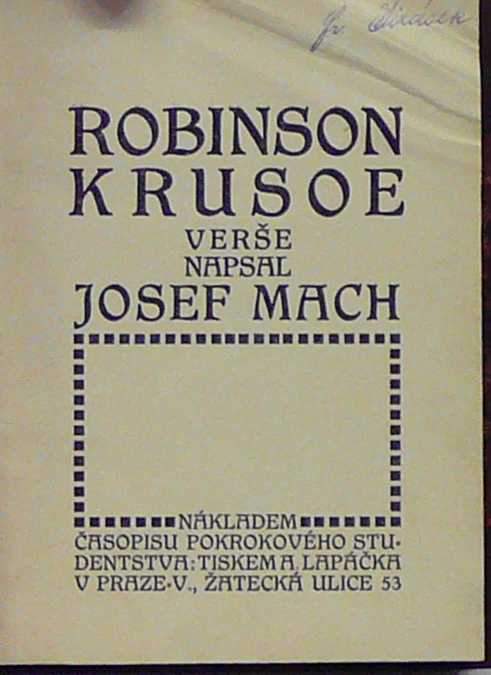 ROBINSON
KRUSOE
VERŠE
NAPSAL
JOSEF MACH
NÁKLADEM
ČASOPISU POKROKOVÉHO STU-
DENTSTVA: TISKEM A. LAPÁČKA
V PRAZE-V., ŽATECKÁ ULICE 53